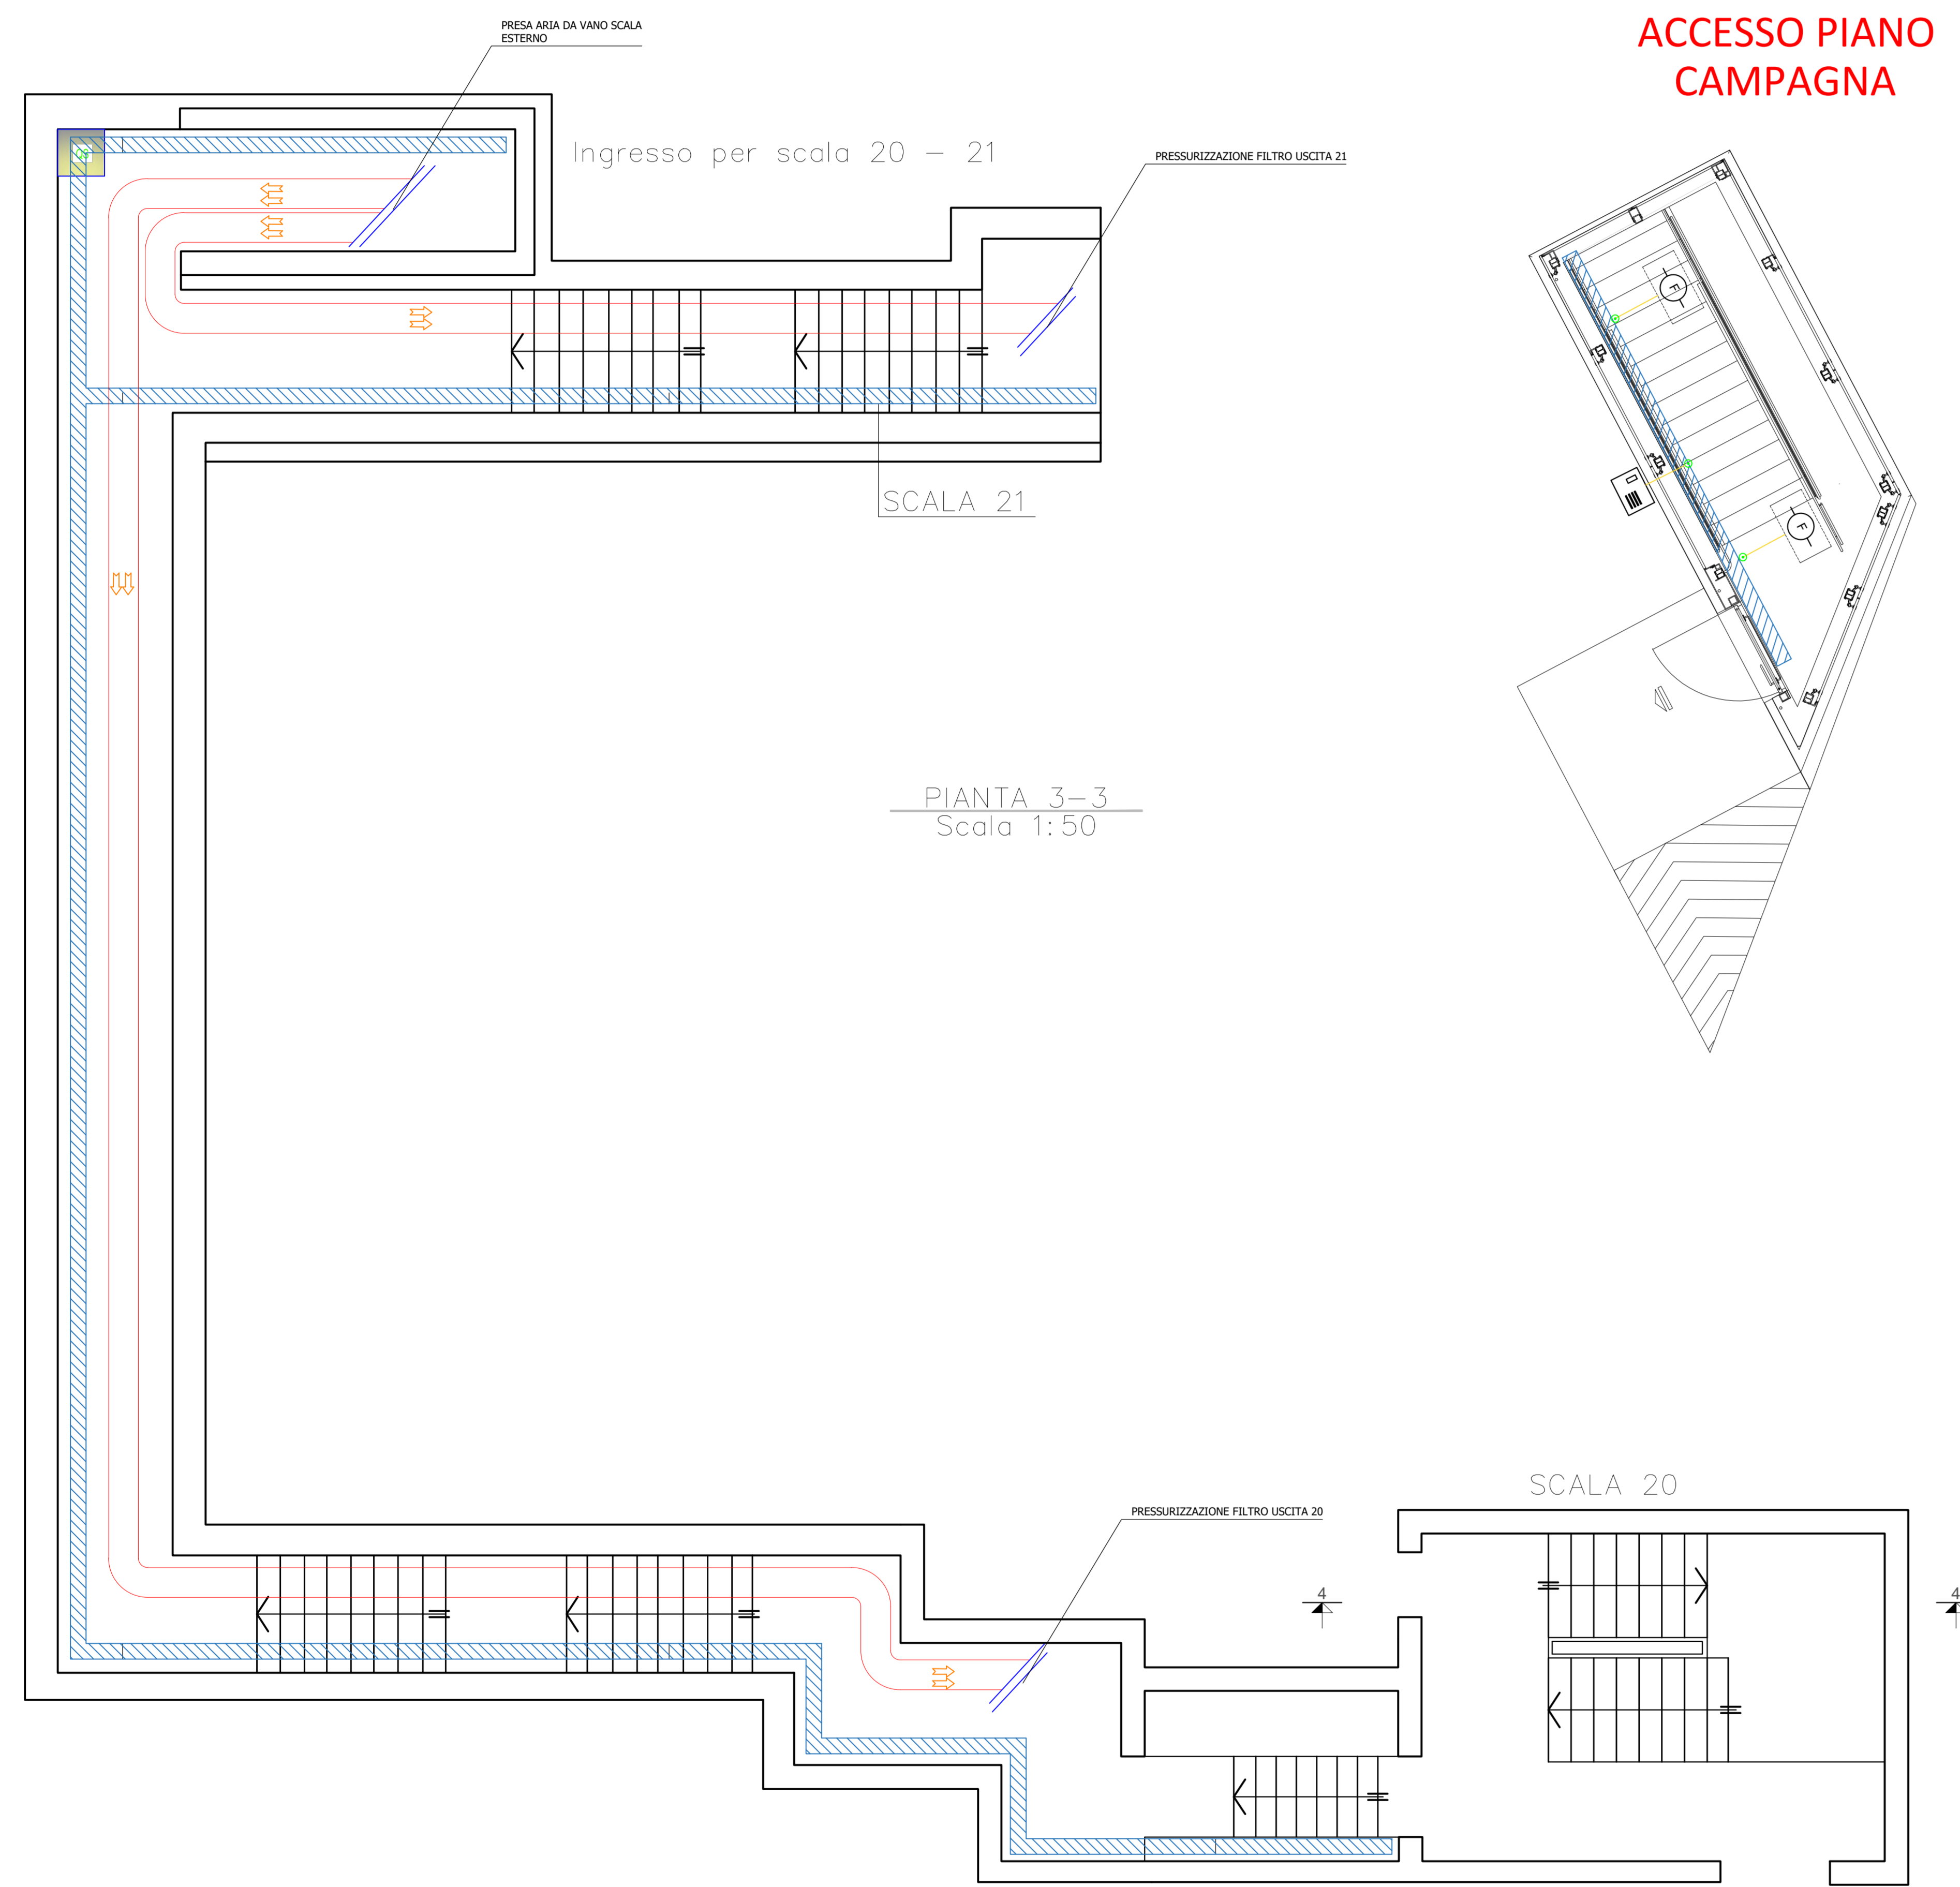 PRESA ARIA DA VANO SCALA
ESTERNO
ACCESSO PIANO
CAMPAGNA
Ingresso per scala 20 - 21
PRESSURIZZAZIONE FILTRO USCITA 21
F
F
SCALA 21
PIANTA 3-3
Scala 1:50
SCALA 20
PRESSURIZZAZIONE FILTRO USCITA 20
4
4